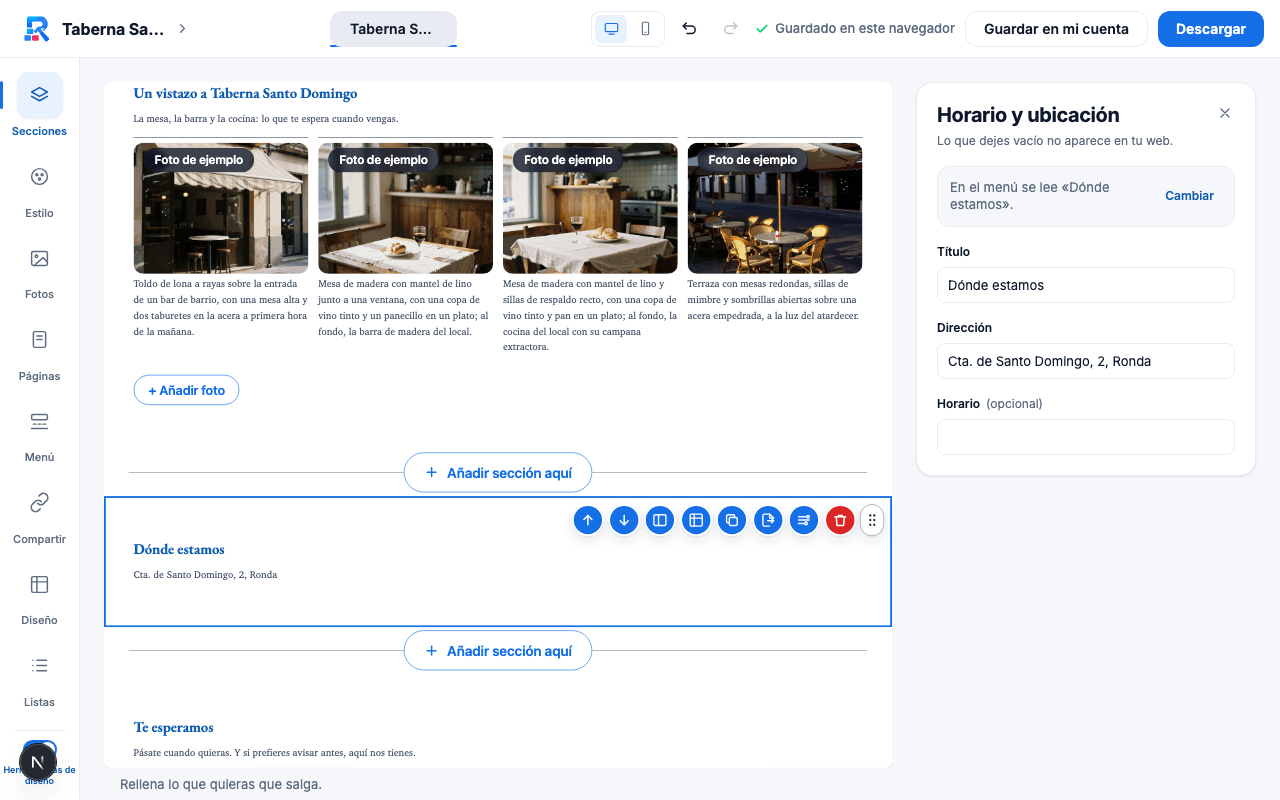 Taberna Sa...
Taberna S...
Guardado en este navegador
Guardar en mi cuenta
Descargar
Secciones
Estilo
Fotos
Páginas
Menú
Compartir
Diseño
Listas
diseño
Un vistazo a Taberna Santo Domingo
La mesa, la barra y la cocina: lo que te espera cuando vengas.
Foto de ejemplo
Foto de ejemplo
Foto de ejemplo
Foto de ejemplo
Toldo de lona a rayas sobre la entrada
de un bar de barrio, con una mesa alta y
dos taburetes en la acera a primera hora
de la mañana.
Mesa de madera con mantel de lino
junto a una ventana, con una copa de
vino tinto y un panecillo en un plato; al
fondo, la barra de madera del local.
Mesa de madera con mantel de lino y
sillas de respaldo recto, con una copa de
vino tinto y pan en un plato; al fondo, la
cocina del local con su campana
extractora.
Terraza con mesas redondas, sillas de
mimbre y sombrillas abiertas sobre una
acera empedrada, a la luz del atardecer.
+ Añadir foto
+ Añadir sección aquí
Dónde estamos
Cta. de Santo Domingo, 2, Ronda
+ Añadir sección aquí
Te esperamos
Pásate cuando quieras. Y si prefieres avisar antes, aquí nos tienes.
Rellena lo que quieras que salga.
Horario y ubicación
Lo que dejes vacío no aparece en tu web.
En el menú se lee «Dónde
estamos».
Cambiar
Título
Dónde estamos
Dirección
Cta. de Santo Domingo, 2, Ronda
Horario (opcional)